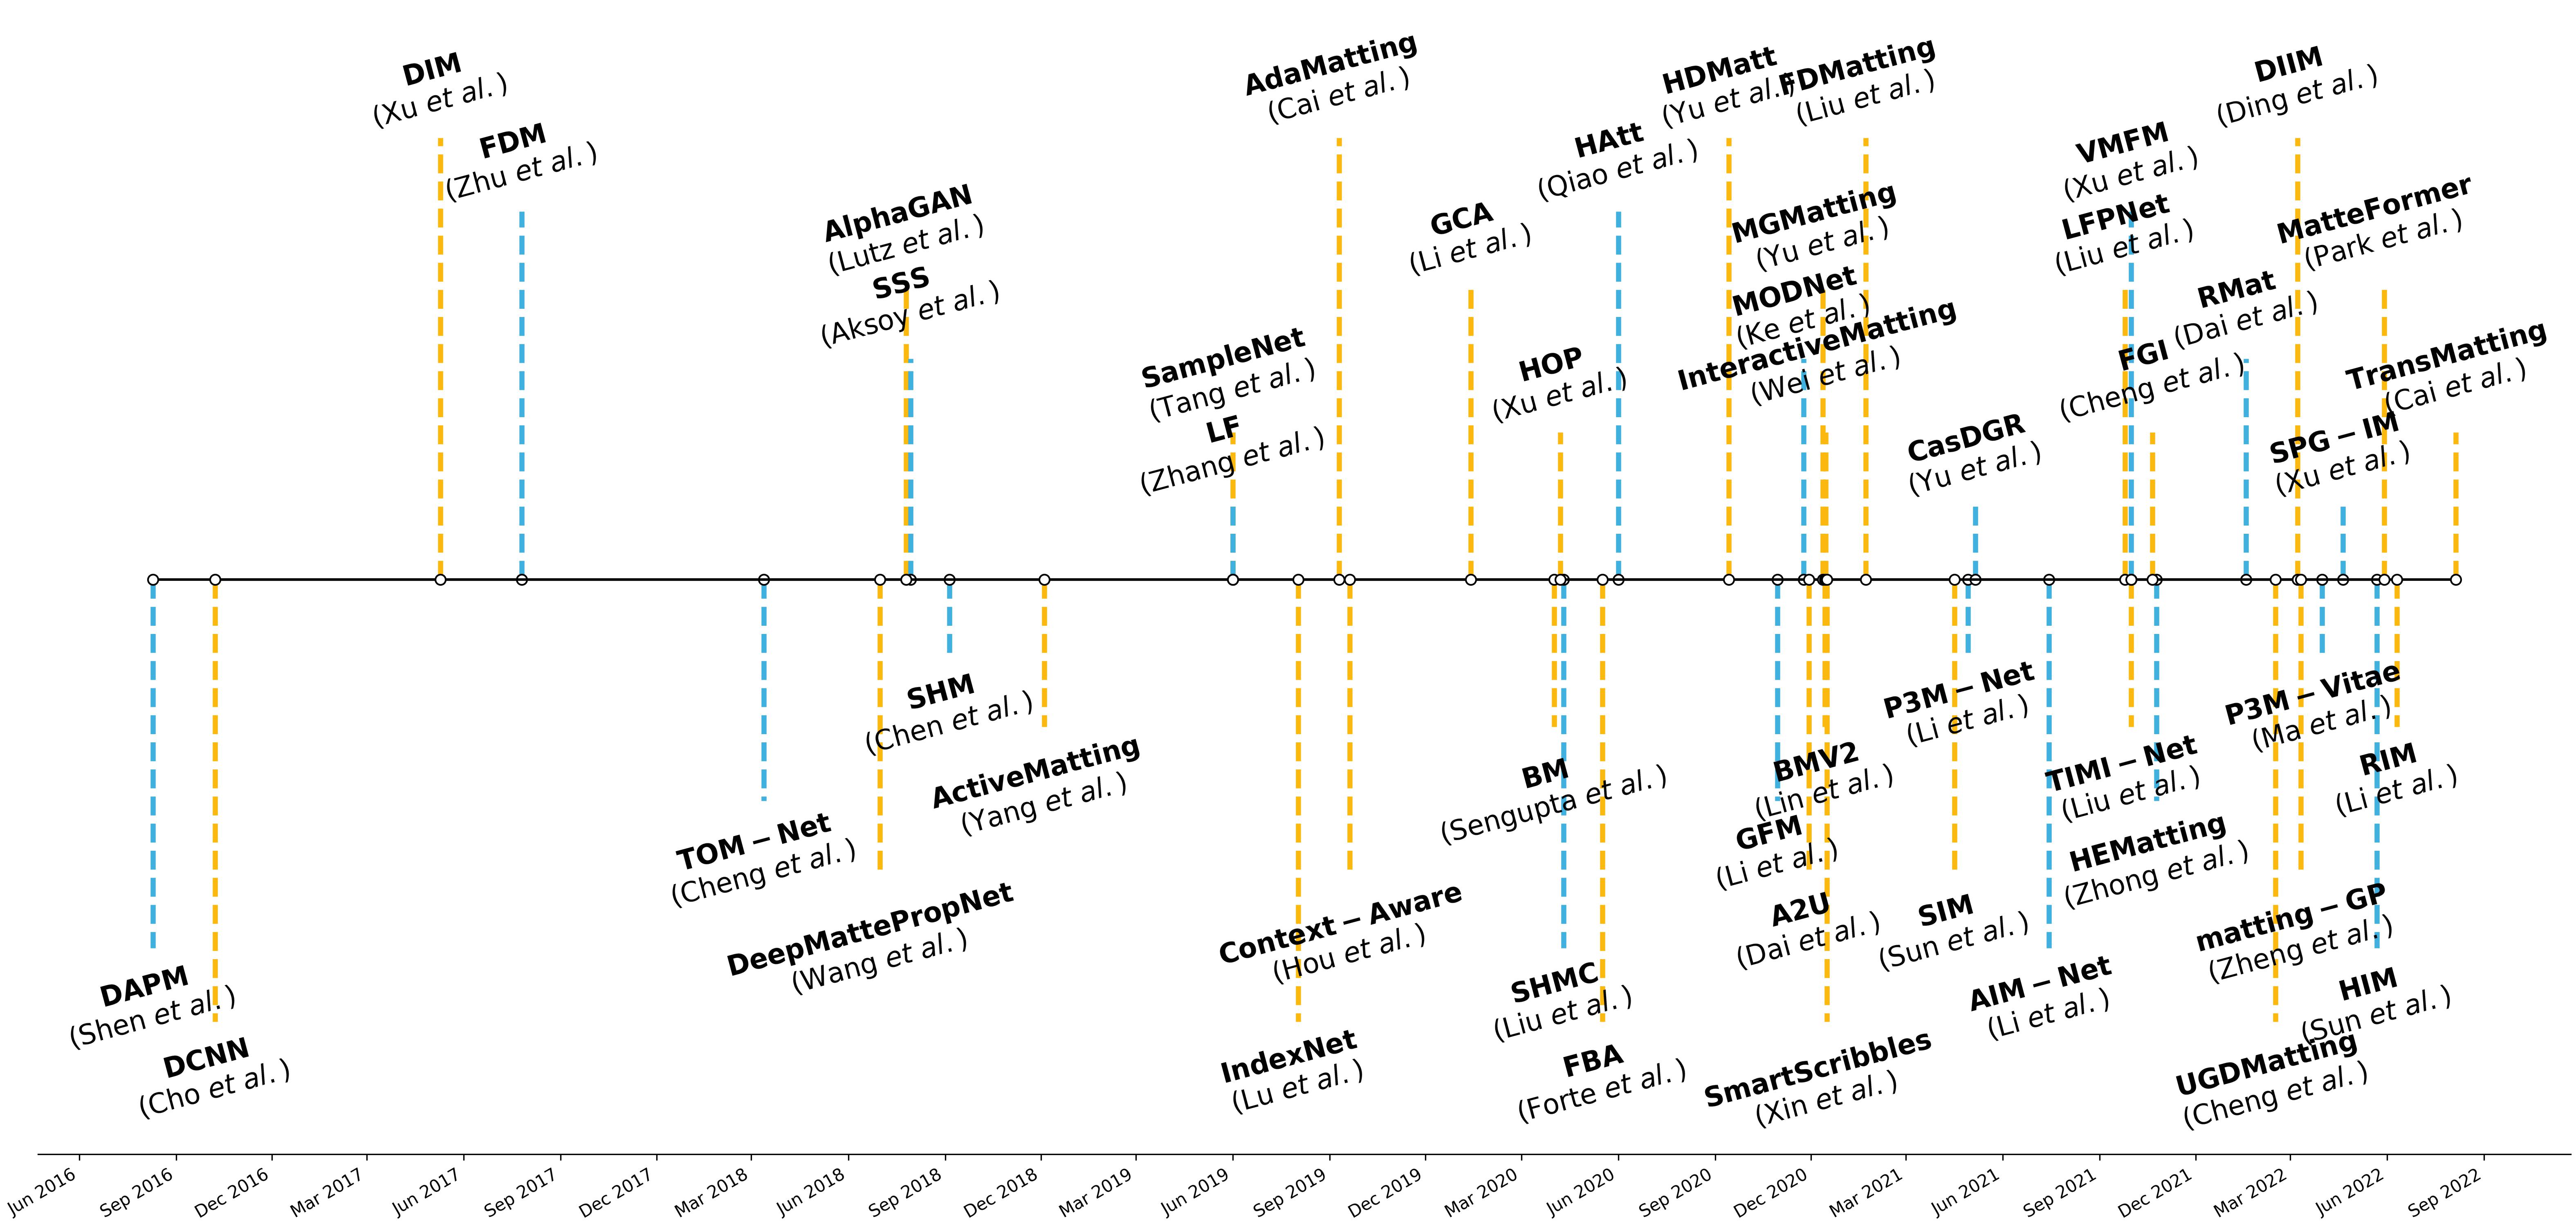 DIM
(Xu et al.)
FDM
(Zhu et al.)
AlphaGAN
(Lutz et al.)
SSS
(Aksoy et al.)
AdaMatting
(Cai et al.)
SampleNet
(Tang et al.)
LF
(Zhang et al.)
GCA
(Li et al.)
HOP
(Xu et al.)
HAtt
(Qiao et al.)
HDMatt
(Yu et al.)
FDMatting
(Liu et al.)
MGMatting
(Yu et al.)
MODNet
(Ke et al.)
InteractiveMatting
(Wei et al.)
CasDGR
(Yu et al.)
VMFM
(Xu et al.)
LFPNet
(Liu et al.)
FGI
(Cheng et al.)
RMat
(Dai et al.)
DIIM
(Ding et al.)
MatteFormer
(Park et al.)
TransMatting
(Cai et al.)
SPG – IM
(Xu et al.)
DAPM
(Shen et al.)
DCNN
(Cho et al.)
TOM – Net
(Cheng et al.)
DeepMattePropNet
(Wang et al.)
SHM
(Chen et al.)
ActiveMatting
(Yang et al.)
IndexNet
(Lu et al.)
Context – Aware
(Hou et al.)
BM
(Sengupta et al.)
SHMC
(Liu et al.)
FBA
(Forte et al.)
BMV2
(Lin et al.)
GFM
(Li et al.)
A2U
(Dai et al.)
SmartScribbles
(Xin et al.)
SIM
(Sun et al.)
P3M – Net
(Li et al.)
AIM – Net
(Li et al.)
TIMI – Net
(Liu et al.)
HEMatting
(Zhong et al.)
UGDMatting
(Cheng et al.)
matting – GP
(Zheng et al.)
P3M – Vitae
(Ma et al.)
HIM
(Sun et al.)
RIM
(Li et al.)
Jun 2016
Sep 2016
Dec 2016
Mar 2017
Jun 2017
Sep 2017
Dec 2017
Mar 2018
Jun 2018
Sep 2018
Dec 2018
Mar 2019
Jun 2019
Sep 2019
Dec 2019
Mar 2020
Jun 2020
Sep 2020
Dec 2020
Mar 2021
Jun 2021
Sep 2021
Dec 2021
Mar 2022
Jun 2022
Sep 2022